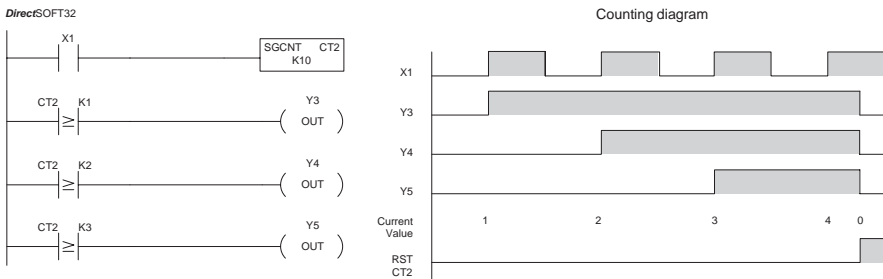 DirectSOFT32
X1
SGCNT CT2
K10
CT2 K1
≥
Y3
OUT
CT2 K2
≥
Y4
OUT
CT2 K3
≥
Y5
OUT
Counting diagram
X1
Y3
Y4
Y5
Current
Value
1 2 3 4 0
RST
CT2